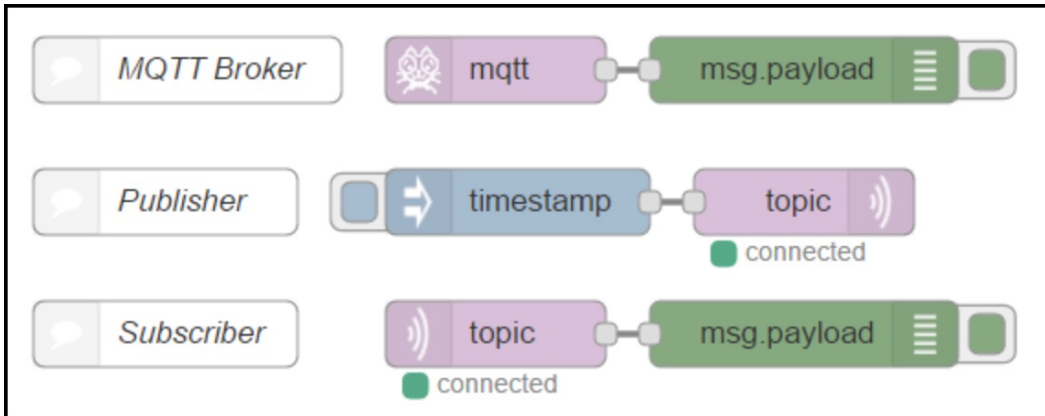 MQTT Broker mqtt msg.payload
Publisher timestamp topic
connected
Subscriber topic msg.payload
connected